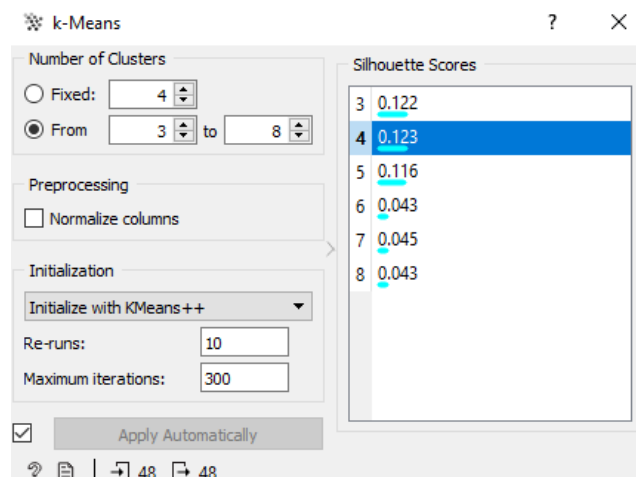 k-Means ? ×
Number of Clusters
Fixed: 4
From 3 to 8
Preprocessing
Normalize columns
Initialization
Initialize with KMeans++
Re-runs: 10
Maximum iterations: 300
Apply Automatically
? 48 48
Silhouette Scores
3 0.122
4 0.123
5 0.116
6 0.043
7 0.045
8 0.043